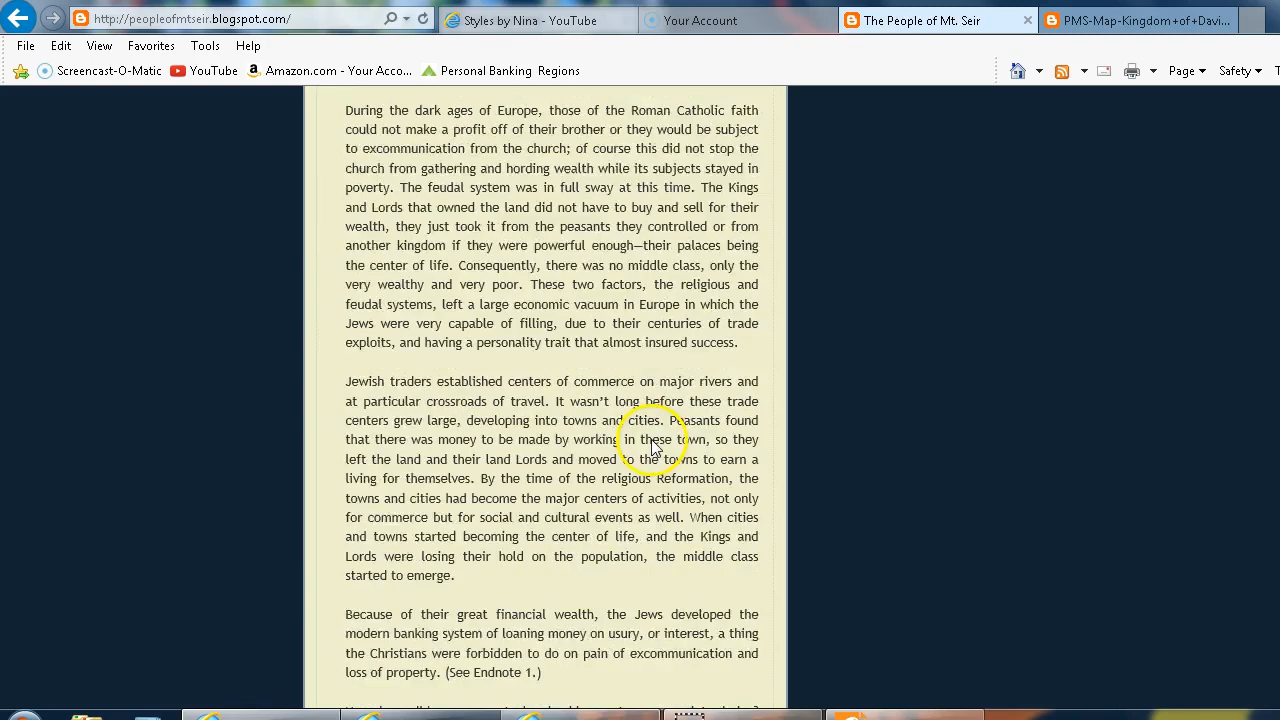 http://peopleofmtseir.blogspot.com/
Styles by Nina - YouTube
Your Account
The People of Mt. Seir
PMS-Map-Kingdom +of+Davi...
File Edit View Favorites Tools Help
Screencast-O-Matic YouTube Amazon.com - Your Acco... Personal Banking Regions
Page Safety
During the dark ages of Europe, those of the Roman Catholic faith
could not make a profit off of their brother or they would be subject
to excommunication from the church; of course this did not stop the
church from gathering and hording wealth while its subjects stayed in
poverty. The feudal system was in full sway at this time. The Kings
and Lords that owned the land did not have to buy and sell for their
wealth, they just took it from the peasants they controlled or from
another kingdom if they were powerful enough—their palaces being
the center of life. Consequently, there was no middle class, only the
very wealthy and very poor. These two factors, the religious and
feudal systems, left a large economic vacuum in Europe in which the
Jews were very capable of filling, due to their centuries of trade
exploits, and having a personality trait that almost insured success.
Jewish traders established centers of commerce on major rivers and
at particular crossroads of travel. It wasn't long before these trade
centers grew large, developing into towns and cities. Peasants found
that there was money to be made by working in these town, so they
left the land and their land Lords and moved to the towns to earn a
living for themselves. By the time of the religious Reformation, the
towns and cities had become the major centers of activities, not only
for commerce but for social and cultural events as well. When cities
and towns started becoming the center of life, and the Kings and
Lords were losing their hold on the population, the middle class
started to emerge.
Because of their great financial wealth, the Jews developed the
modern banking system of loaning money on usury, or interest, a thing
the Christians were forbidden to do on pain of excommunication and
loss of property. (See Endnote 1.)